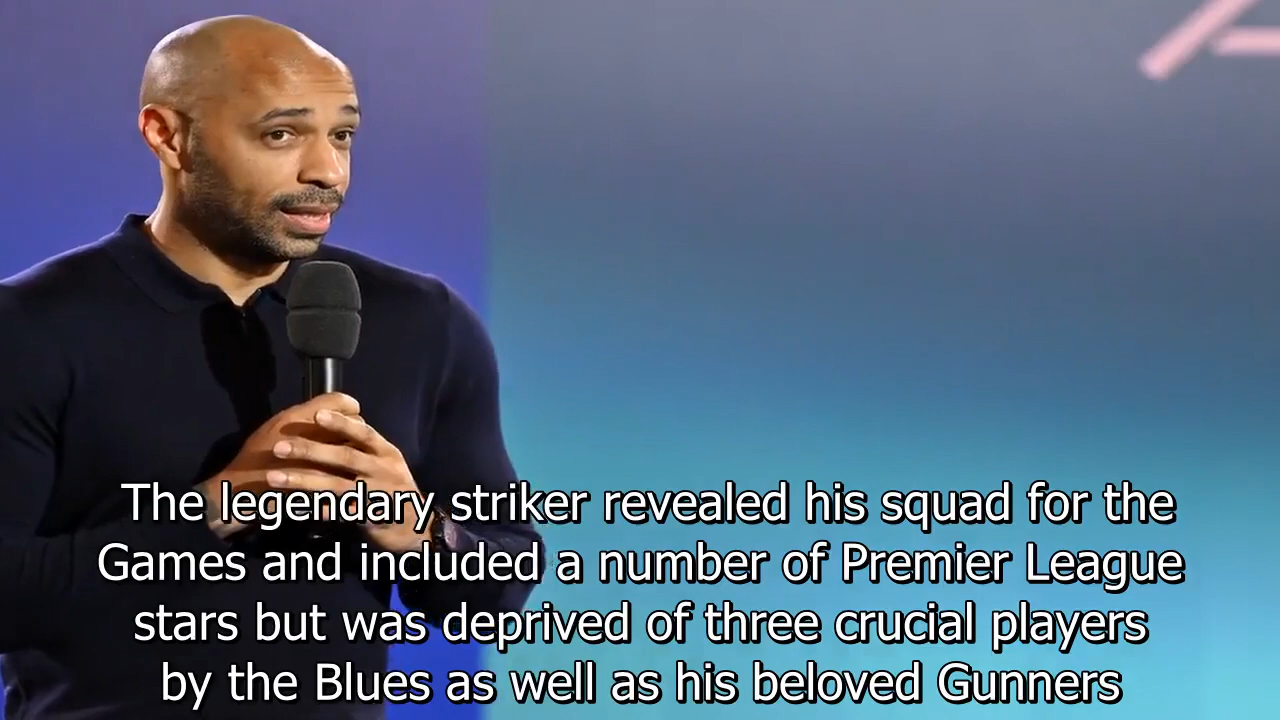 The legendary striker revealed his squad for the
Games and included a number of Premier League
stars but was deprived of three crucial players
by the Blues as well as his beloved Gunners